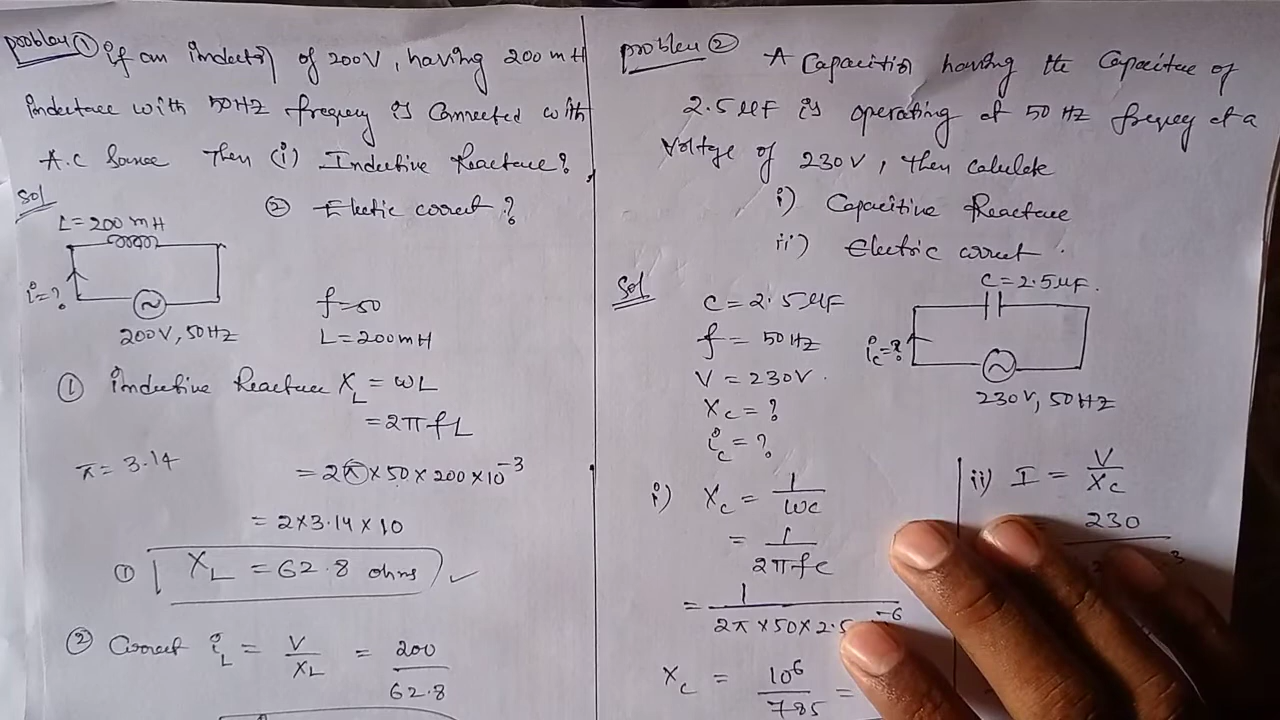 problem ① If an inductor of 200V, having 200 mH
inductance with 50HZ frequency is Connected with
A.C Source Then (i) Inductive Reactance?
② Electric current?
Sol
L = 200 mH
i = ?
200V, 50HZ
f = 50
L = 200mH
① inductive Reactance X_L = ωL
= 2πfL
π = 3.14
= 2π × 50 × 200 × 10^-3
= 2 × 3.14 × 10
① X_L = 62.8 ohms ✓
② Current i_L = V/X_L = 200/62.8
problem ② A Capacitor having the Capacitance of
2.5 μF is operating at 50 HZ frequency at a
Voltage of 230V, then calculate
i) Capacitive Reactance
ii) Electric current.
Sol
C = 2.5 μF
f = 50HZ
V = 230V.
X_C = ?
i_C = ?
C = 2.5 μF.
i_C = ?
230V, 50HZ
i) X_C = 1/ωC
= 1/2πfC
= 1/2π × 50 × 2.5 -6
X_C = 10^6/785 =
ii) I = V/X_C
230